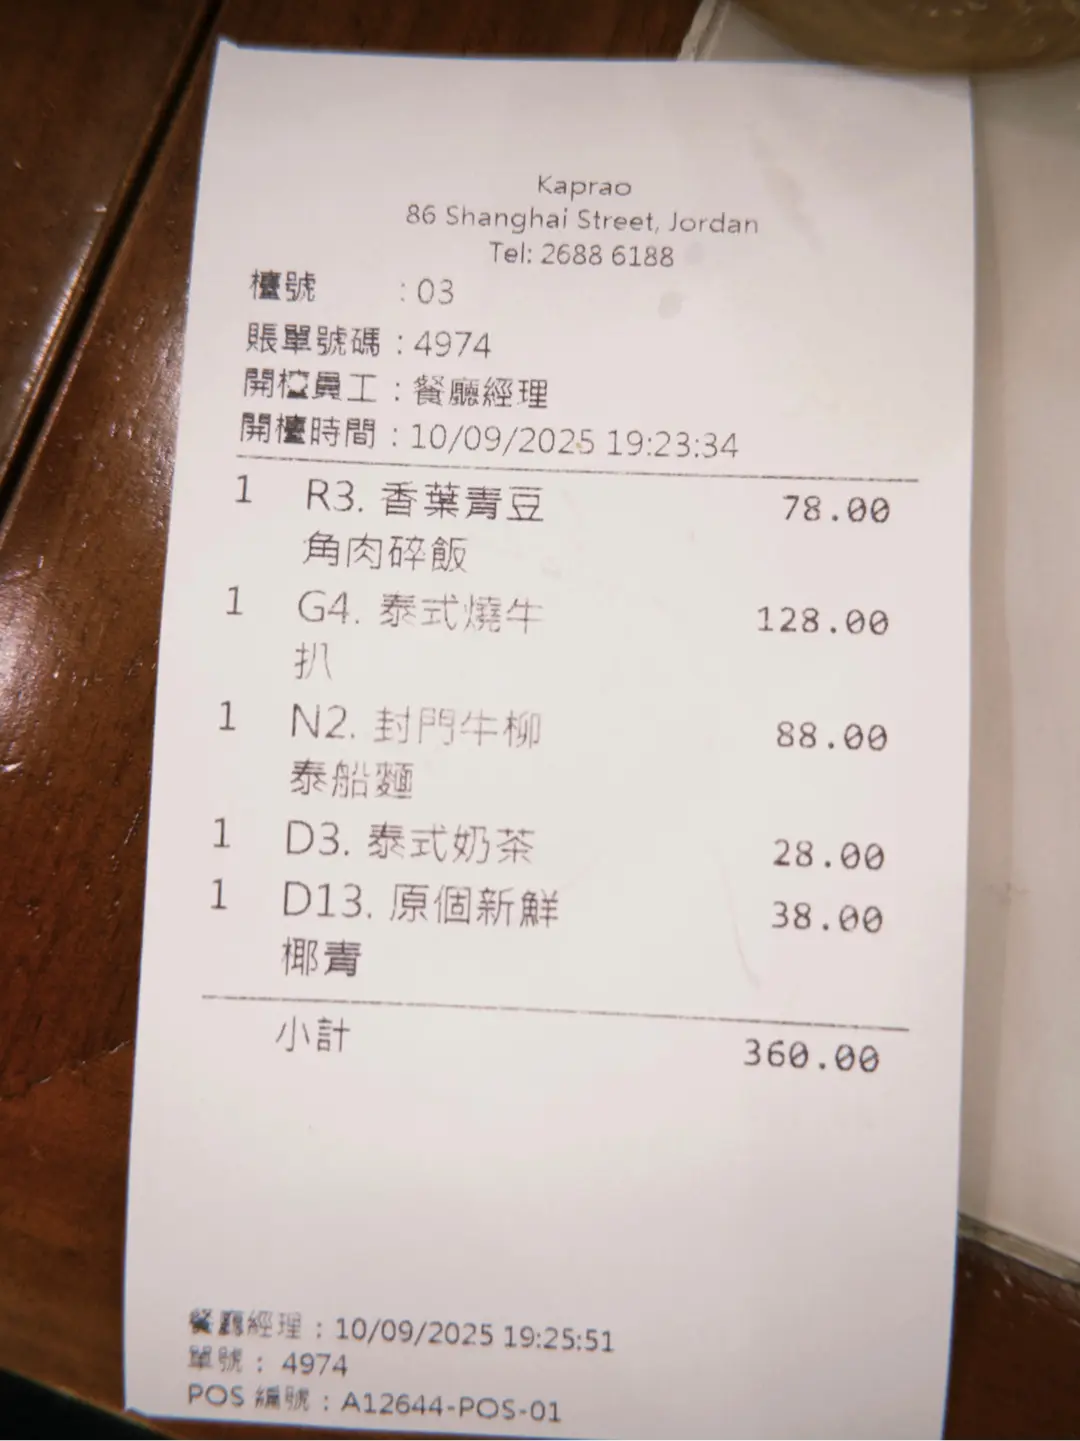 Kaprao
86 Shanghai Street, Jordan
Tel: 2688 6188
檯號 : 03
賬單號碼 : 4974
開檯員工 : 餐廳經理
開檯時間 : 10/09/2025 19:23:34
1 R3. 香葉青豆 78.00
角肉碎飯
1 G4. 泰式燒牛 128.00
扒
1 N2. 封門牛柳 88.00
泰船麵
1 D3. 泰式奶茶 28.00
1 D13. 原個新鮮 38.00
椰青
小計 360.00
餐廳經理 : 10/09/2025 19:25:51
單號 : 4974
POS 編號 : A12644-POS-01